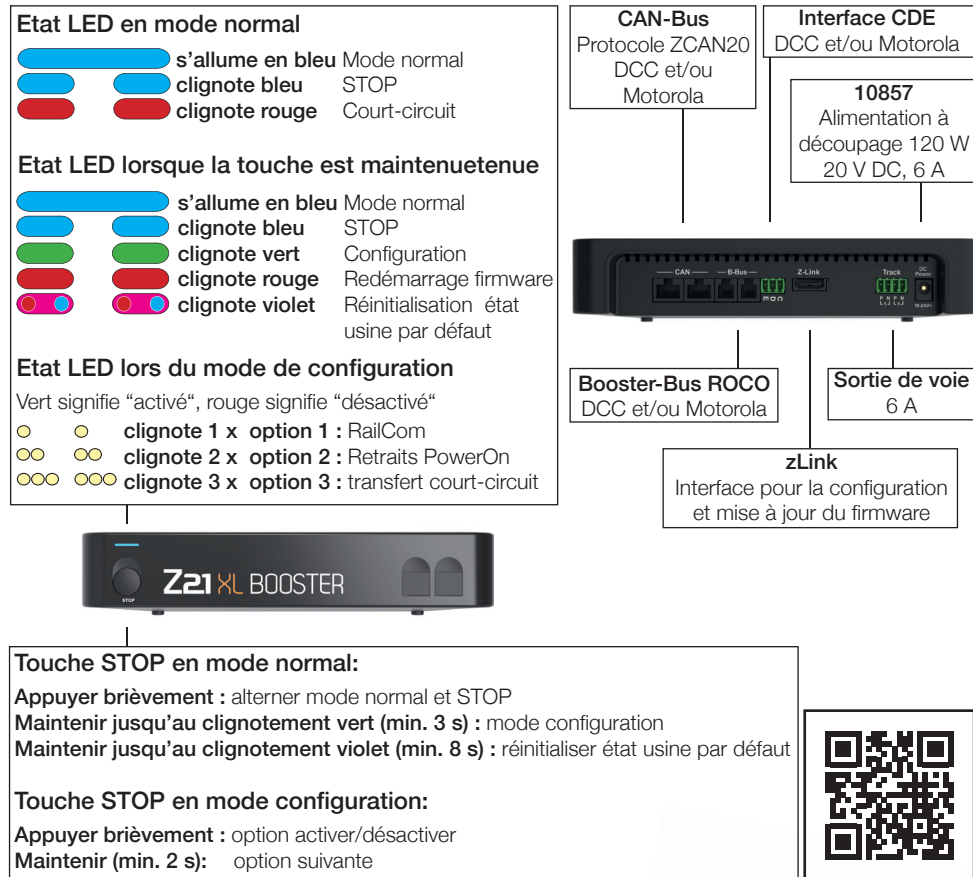 Etat LED en mode normal
s'allume en bleu Mode normal
clignote bleu STOP
clignote rouge Court-circuit
Etat LED lorsque la touche est maintenuetenue
s'allume en bleu Mode normal
clignote bleu STOP
clignote vert Configuration
clignote rouge Redémarrage firmware
clignote violet Réinitialisation état
usine par défaut
Etat LED lors du mode de configuration
Vert signifie “activé“, rouge signifie “désactivé“
clignote 1 x option 1 : RailCom
clignote 2 x option 2 : Retraits PowerOn
clignote 3 x option 3 : transfert court-circuit
CAN-Bus
Protocole ZCAN20
DCC et/ou
Motorola
Interface CDE
DCC et/ou Motorola
10857
Alimentation à
découpage 120 W
20 V DC, 6 A
CAN B-Bus Z-Link Track DC
Power
E D C
P N P N
18-24V
Booster-Bus ROCO
DCC et/ou Motorola
Sortie de voie
6 A
zLink
Interface pour la configuration
et mise à jour du firmware
STOP
Z21 XL BOOSTER
Touche STOP en mode normal:
Appuyer brièvement : alterner mode normal et STOP
Maintenir jusqu'au clignotement vert (min. 3 s) : mode configuration
Maintenir jusqu'au clignotement violet (min. 8 s) : réinitialiser état usine par défaut
Touche STOP en mode configuration:
Appuyer brièvement : option activer/désactiver
Maintenir (min. 2 s): option suivante